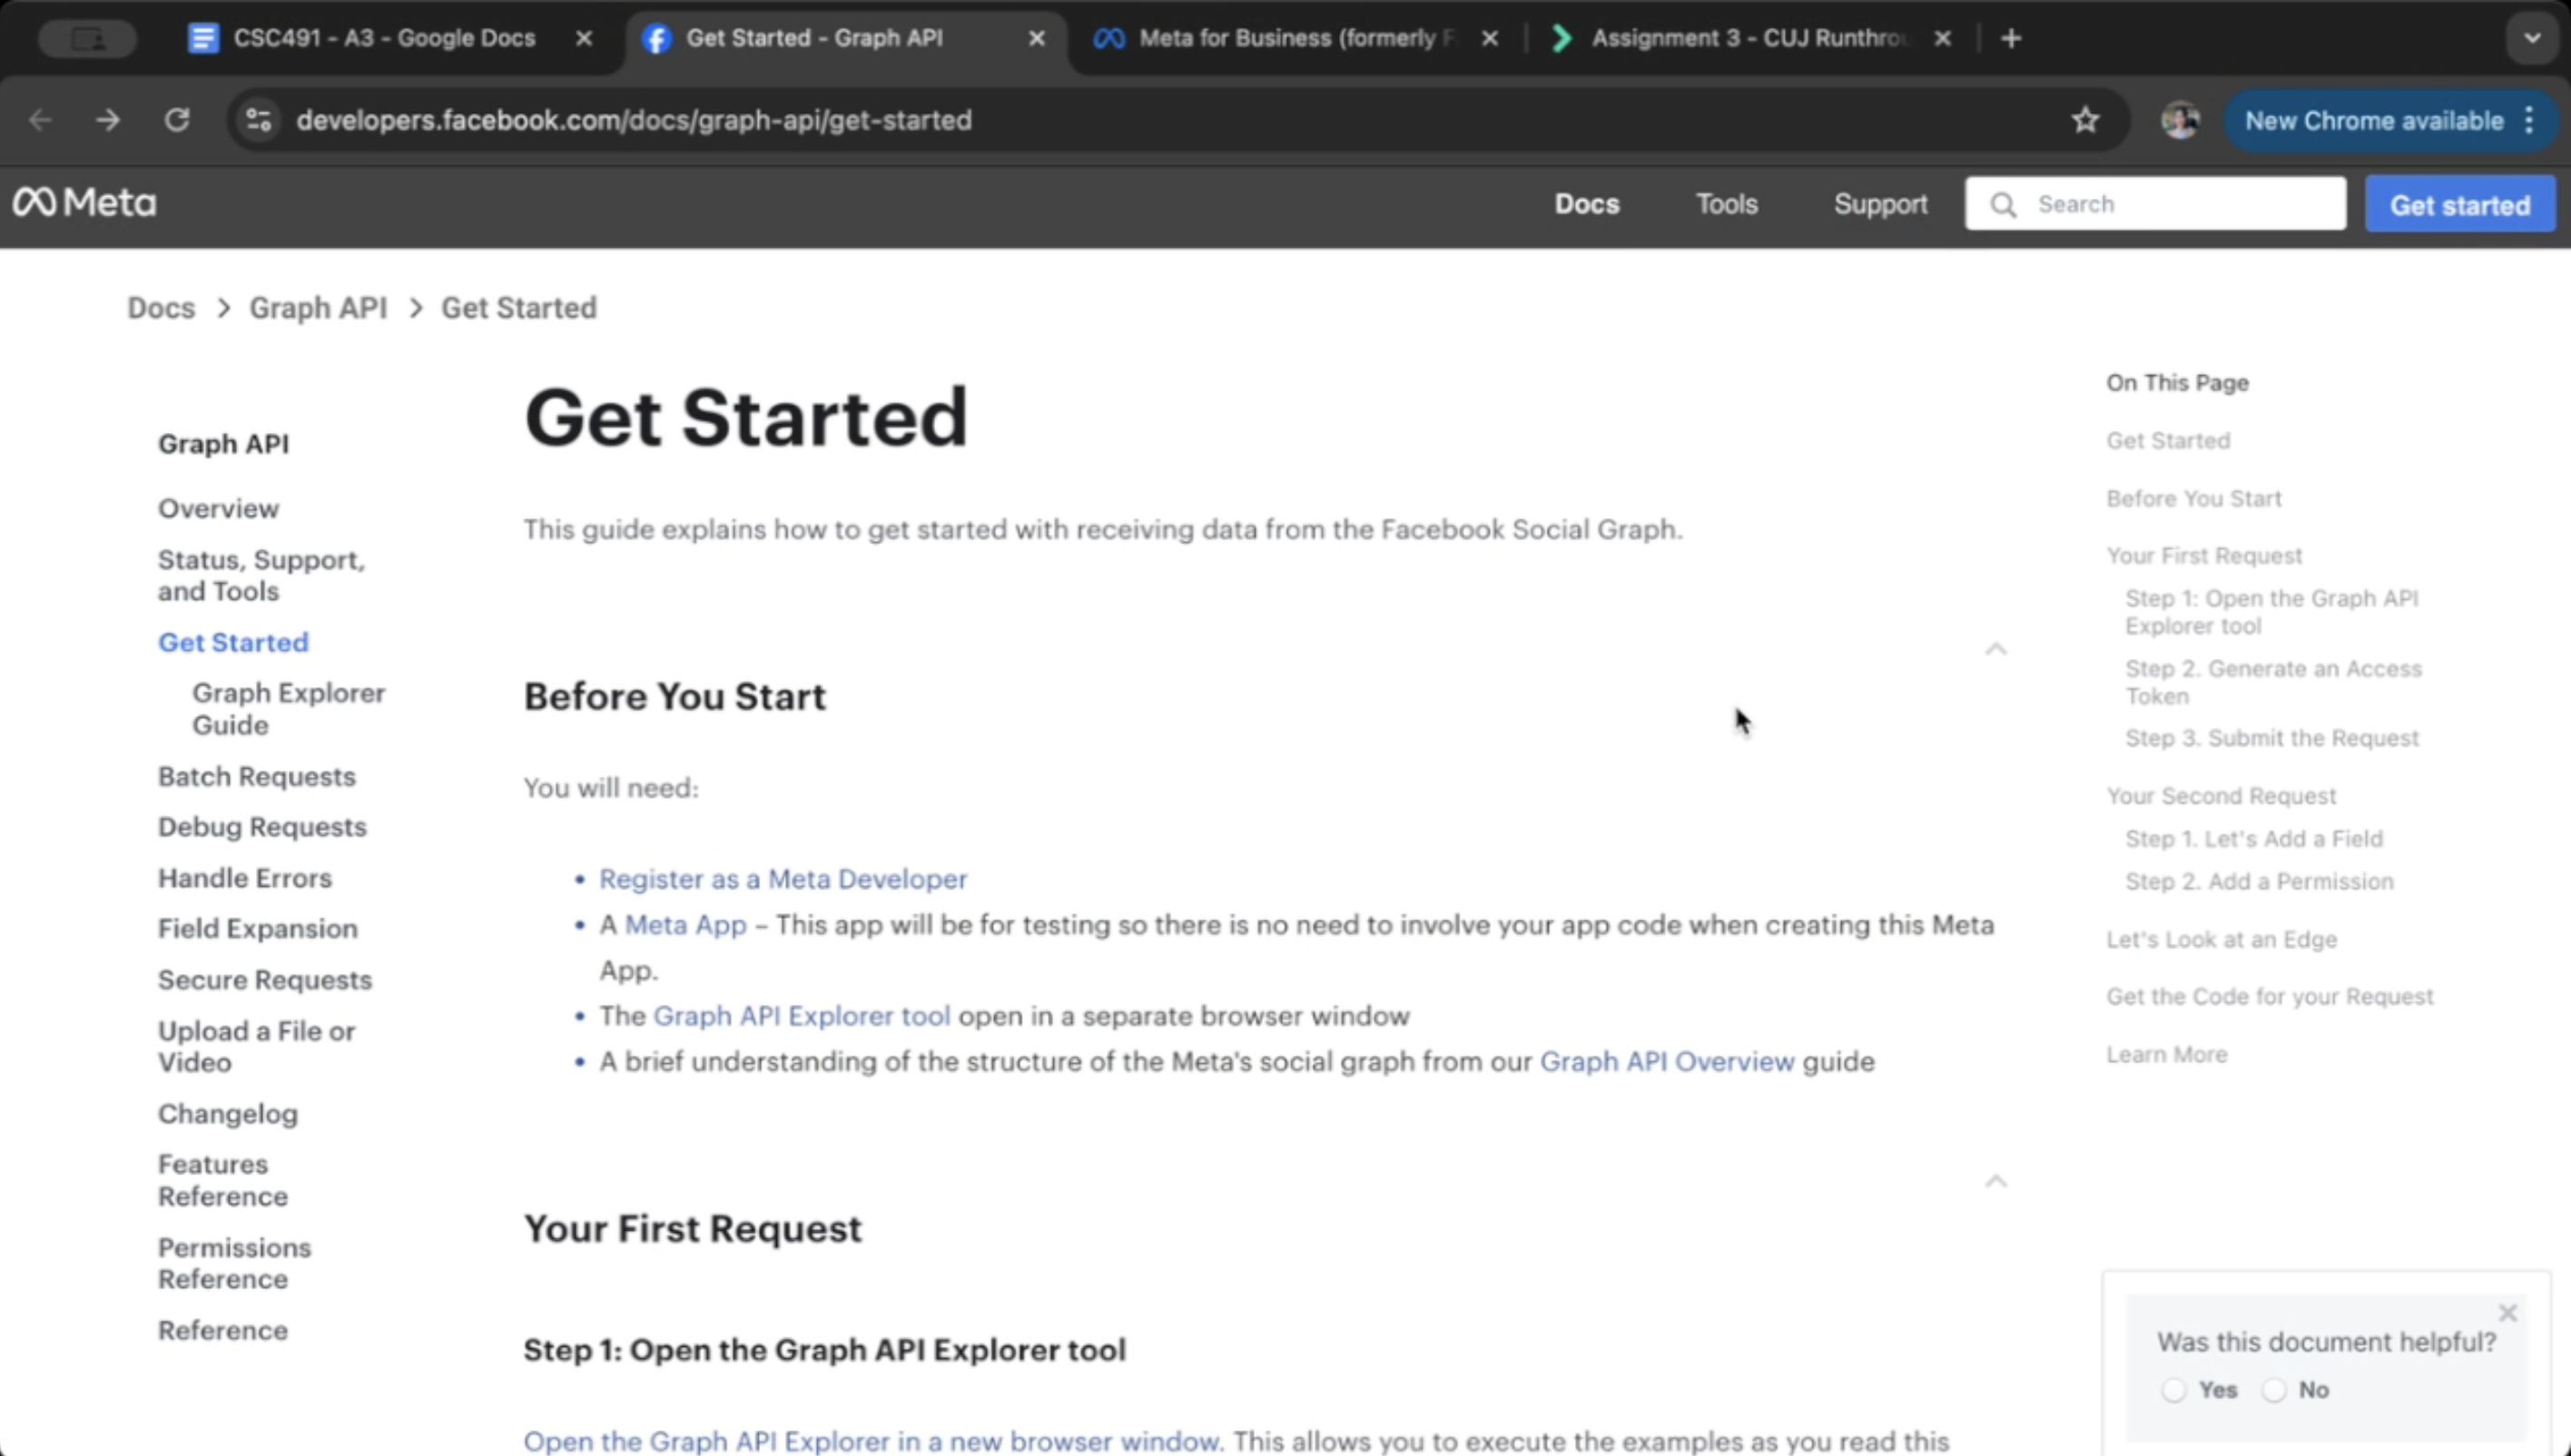 CSC491 - A3 - Google Docs
Get Started - Graph API
Meta for Business (formerly F
Assignment 3 - CUJ Runthrou
developers.facebook.com/docs/graph-api/get-started
New Chrome available
Meta
Docs
Tools
Support
Search
Get started
Docs > Graph API > Get Started
Graph API
Overview
Status, Support,
and Tools
Get Started
Graph Explorer
Guide
Batch Requests
Debug Requests
Handle Errors
Field Expansion
Secure Requests
Upload a File or
Video
Changelog
Features
Reference
Permissions
Reference
Reference
Get Started
This guide explains how to get started with receiving data from the Facebook Social Graph.
Before You Start
You will need:
• Register as a Meta Developer
• A Meta App – This app will be for testing so there is no need to involve your app code when creating this Meta
App.
• The Graph API Explorer tool open in a separate browser window
• A brief understanding of the structure of the Meta's social graph from our Graph API Overview guide
Your First Request
Step 1: Open the Graph API Explorer tool
Open the Graph API Explorer in a new browser window. This allows you to execute the examples as you read this
On This Page
Get Started
Before You Start
Your First Request
Step 1: Open the Graph API
Explorer tool
Step 2. Generate an Access
Token
Step 3. Submit the Request
Your Second Request
Step 1. Let's Add a Field
Step 2. Add a Permission
Let's Look at an Edge
Get the Code for your Request
Learn More
Was this document helpful?
Yes
No